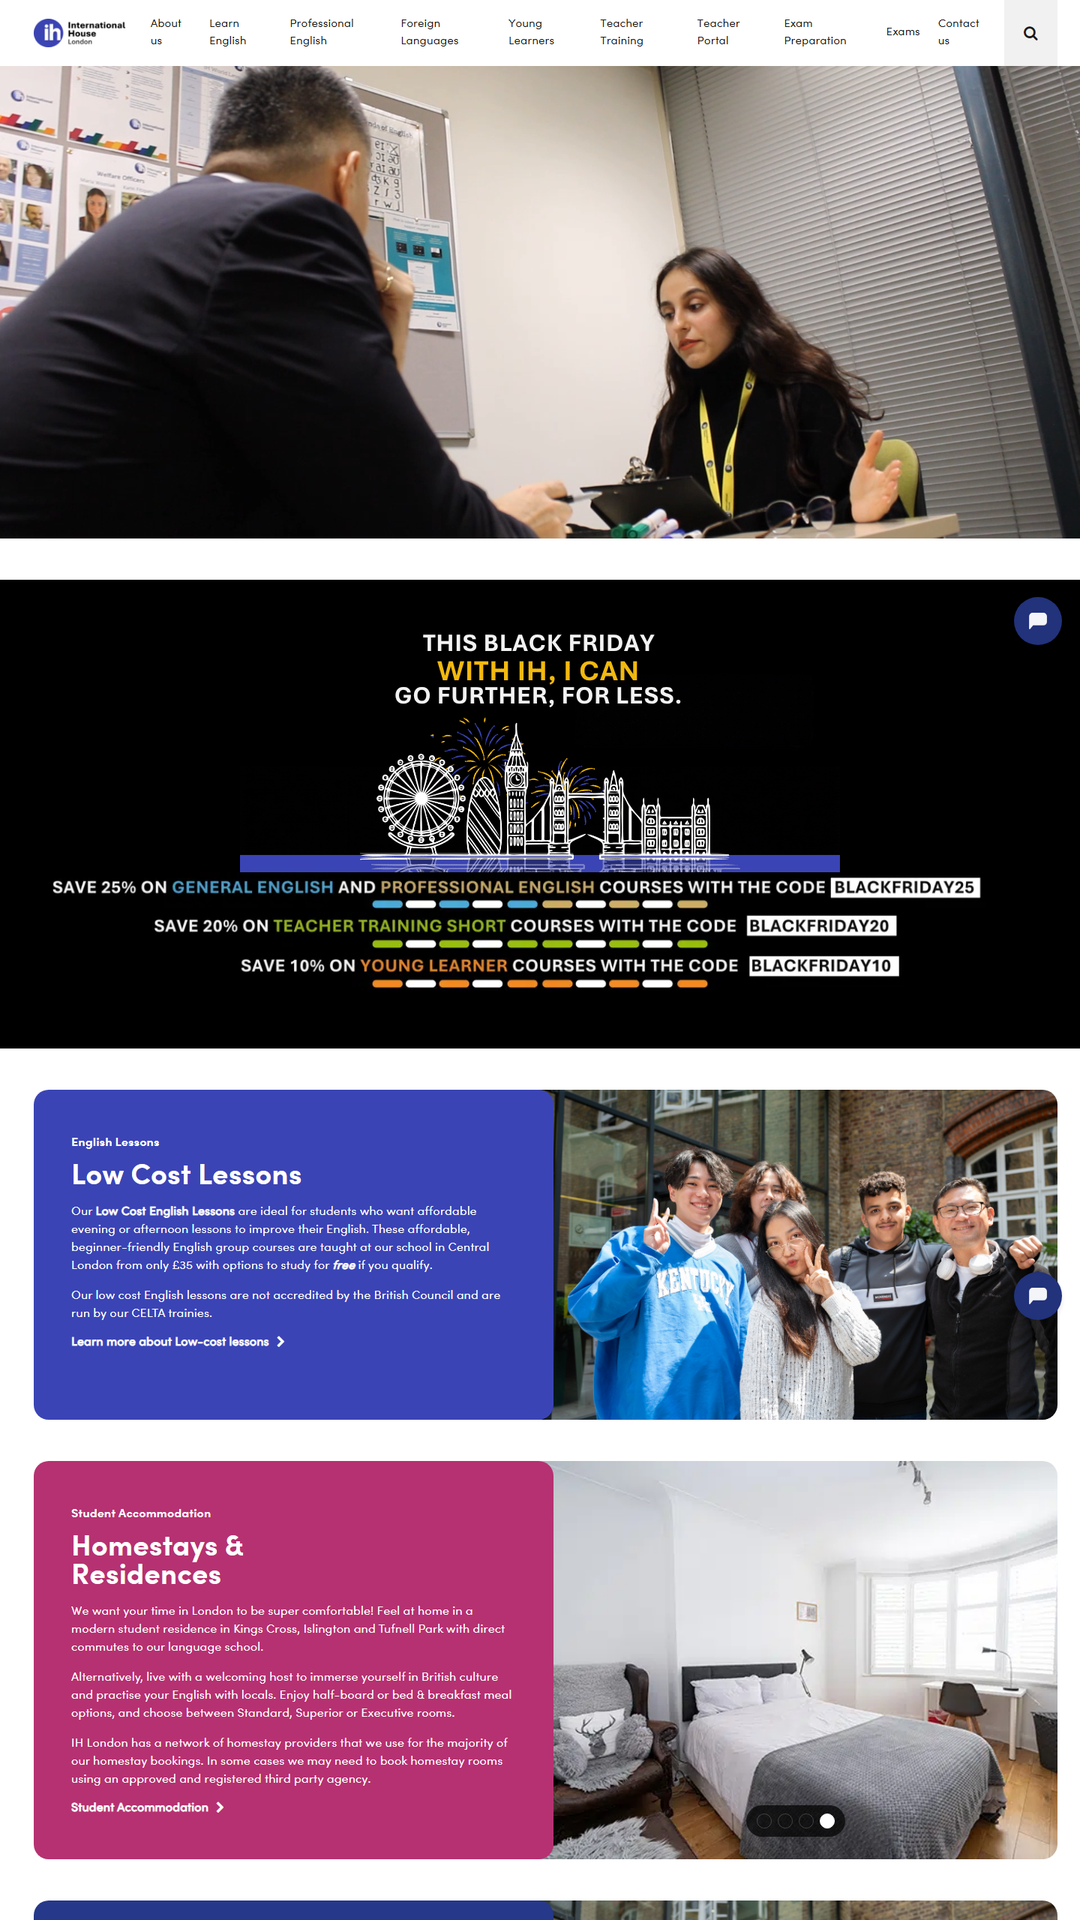 International
House
London
About us
Learn English
Professional English
Foreign Languages
Young Learners
Teacher Training
Teacher Portal
Exam Preparation
Exams
Contact us
Welfare Officers
THIS BLACK FRIDAY
WITH IH, I CAN
GO FURTHER, FOR LESS.
SAVE 25% ON GENERAL ENGLISH AND PROFESSIONAL ENGLISH COURSES WITH THE CODE BLACKFRIDAY25
SAVE 20% ON TEACHER TRAINING SHORT COURSES WITH THE CODE BLACKFRIDAY20
SAVE 10% ON YOUNG LEARNER COURSES WITH THE CODE BLACKFRIDAY10
English Lessons
Low Cost Lessons
Our Low Cost English Lessons are ideal for students who want affordable
evening or afternoon lessons to improve their English. These affordable,
beginner-friendly English group courses are taught at our school in Central
London from only £35 with options to study for free if you qualify.
Our low cost English lessons are not accredited by the British Council and are
run by our CELTA trainies.
Learn more about Low-cost lessons
KENTUCKY
Student Accommodation
Homestays &
Residences
We want your time in London to be super comfortable! Feel at home in a
modern student residence in Kings Cross, Islington and Tufnell Park with direct
commutes to our language school.
Alternatively, live with a welcoming host to immerse yourself in British culture
and practise your English with locals. Enjoy half-board or bed & breakfast meal
options, and choose between Standard, Superior or Executive rooms.
IH London has a network of homestay providers that we use for the majority of
our homestay bookings. In some cases we may need to book homestay rooms
using an approved and registered third party agency.
Student Accommodation